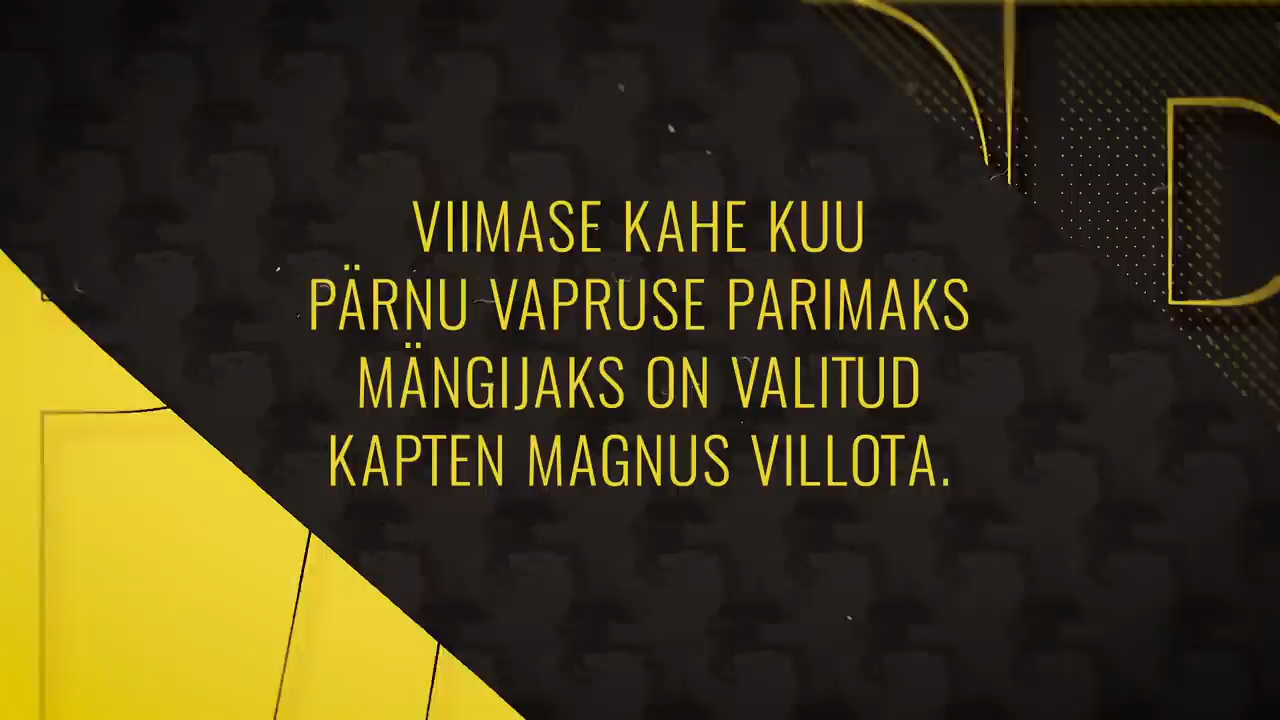 VIIMASE KAHE KUU
PÄRNU VAPRUSE PARIMAKS
MÄNGIJAKS ON VALITUD
KAPTEN MAGNUS VILLOTA.